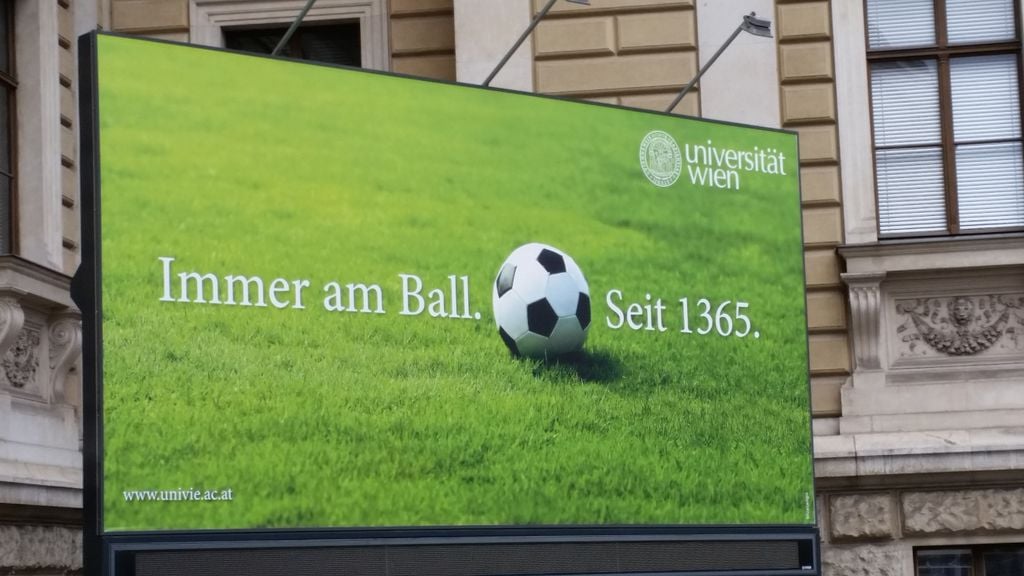 universität
wien
Immer am Ball. Seit 1365.
www.univie.ac.at